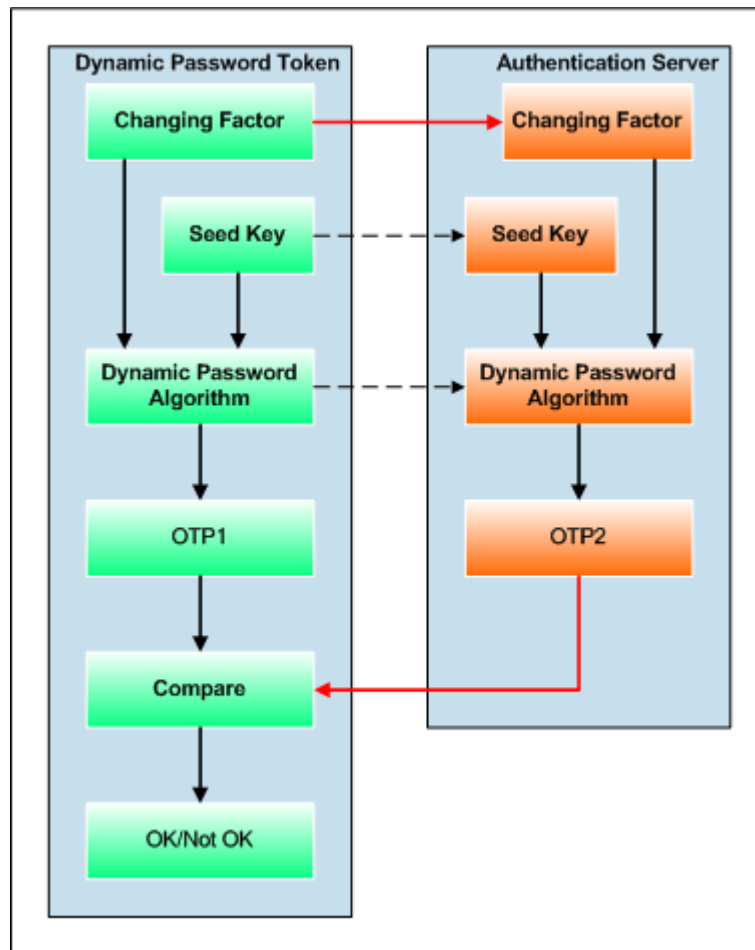 Dynamic Password Token
Authentication Server
Changing Factor
Changing Factor
Seed Key
Seed Key
Dynamic Password
Algorithm
Dynamic Password
Algorithm
OTP1
OTP2
Compare
OK/Not OK